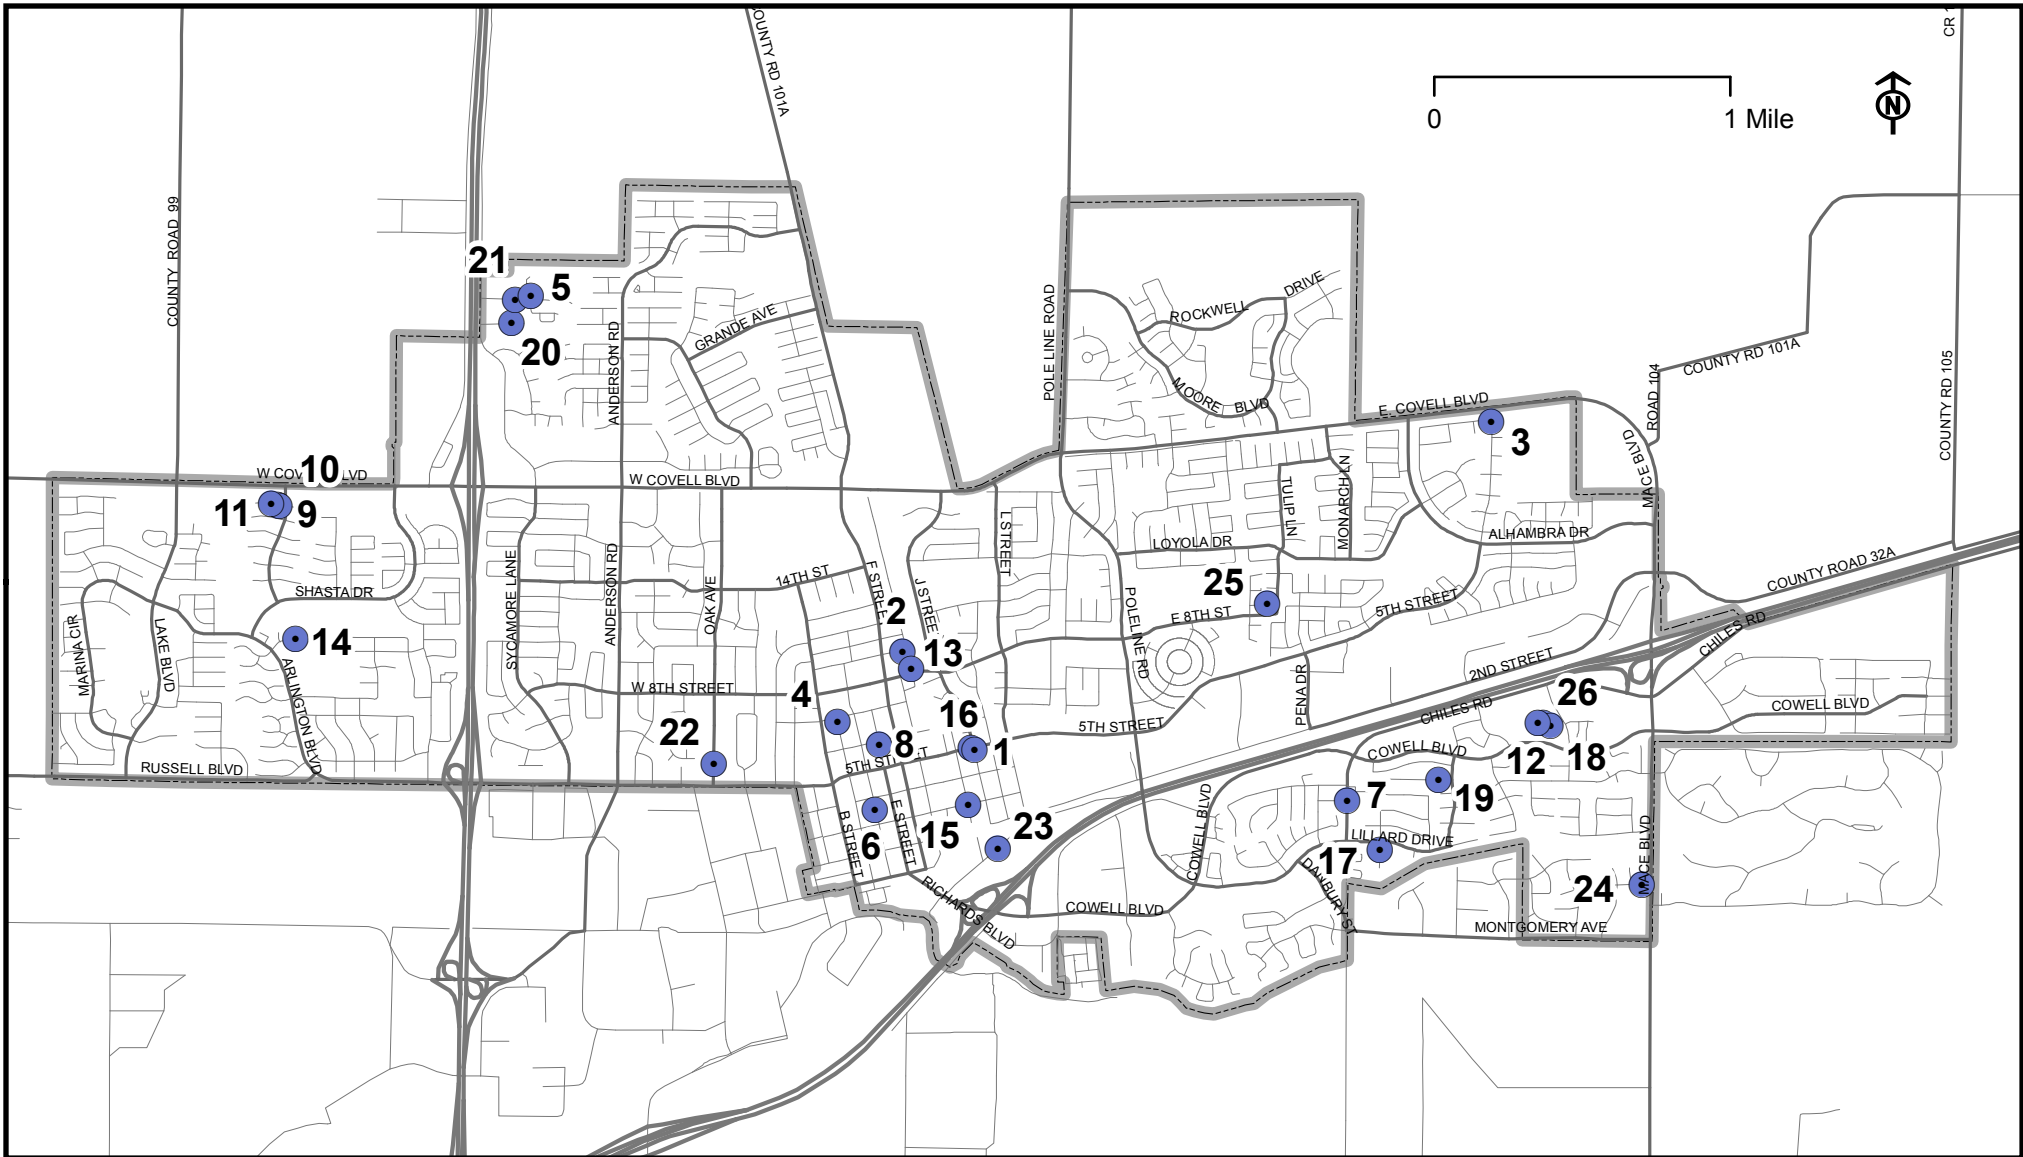 COUNTY RD 101A
CR 1
0
1 Mile
N
COUNTY ROAD 99
21
5
20
ANDERSON RD
GRANDE AVE
POLE LINE ROAD
ROCKWELL
DRIVE
MOORE BLVD
E. COVELL BLVD
3
ROAD 104
COUNTY RD 101A
COUNTY RD 105
MACE BLVD
W COV
LVD
10
11
9
W COVELL BLVD
L STREET
TULIP LN
MONARCH LN
LOYOLA DR
ALHAMBRA DR
COUNTY ROAD 32A
SHASTA DR
SYCAMORE LANE
ANDERSON RD
OAK AVE
14TH ST
F STREE
J STREET
2
13
25
E 8TH ST
5TH STREET
POLELINE RD
MARINA CIR
LAKE BLVD
14
ARLINGTON BLVD
W 8TH STREET
4
16
1
8
5TH ST
T
5TH STREET
PENA DR
2ND STREET
CHILES RD
CHILES RD
26
12
18
COWELL BLVD
COWELL BLVD
22
RUSSELL BLVD
B STREET
6
E STREET
15
23
7
19
LILLARD DRIVE
17
COWELL BLVD
DANBURY ST
MACE BLVD
24
RICHARDS BLVD
COWELL BLVD
MONTGOMERY AVE